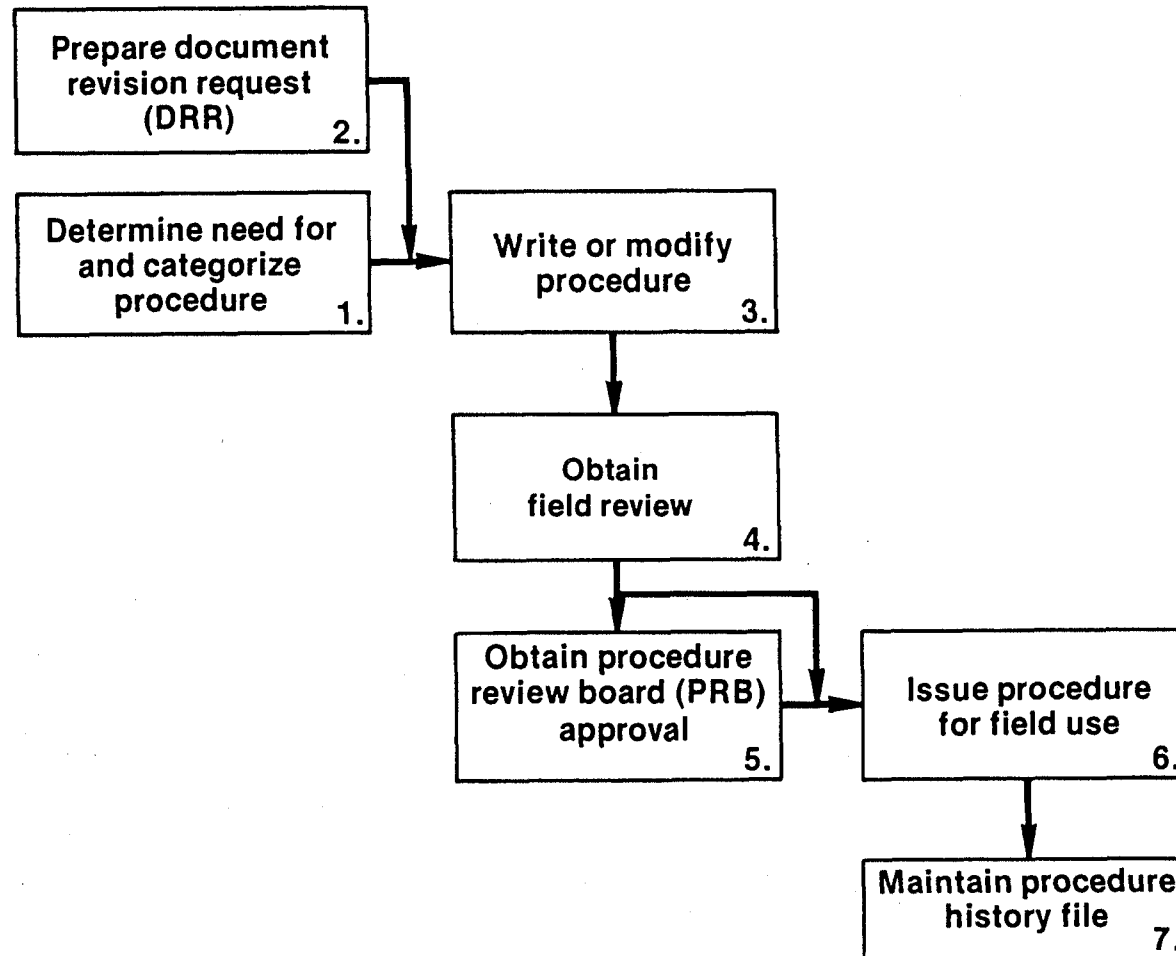 Prepare document
revision request
(DRR)
2.
Determine need for
and categorize
procedure
1.
Write or modify
procedure
3.
Obtain
field review
4.
Obtain procedure
review board (PRB)
approval
5.
Issue procedure
for field use
6.
Maintain procedure
history file
7.